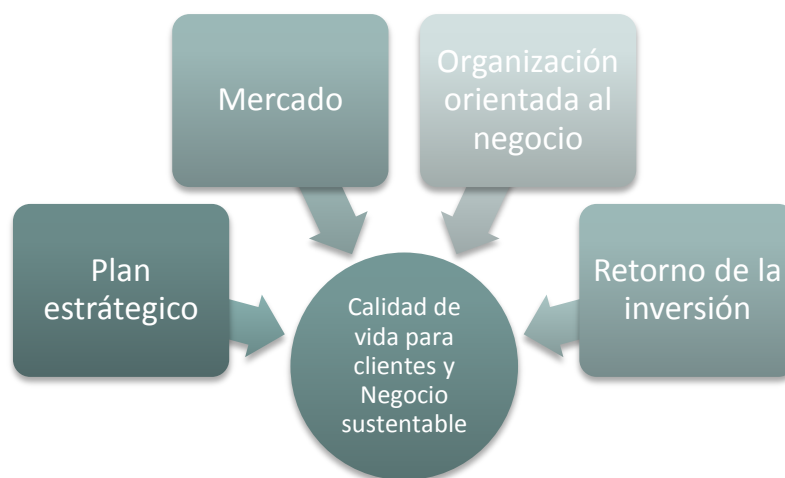 Mercado
Organización
orientada al
negocio
Plan
estrátegico
Retorno de la
inversión
Calidad de
vida para
clientes y
Negocio
sustentable